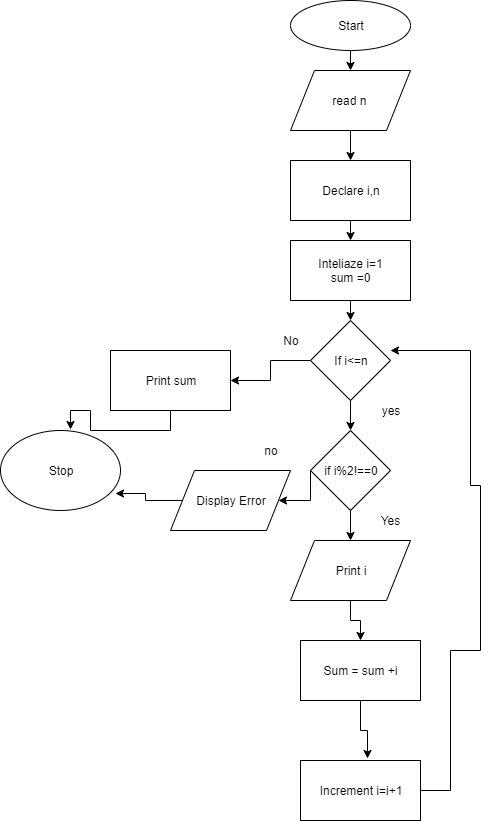 Start
read n
Declare i,n
Inteliaze i=1
sum =0
If i<=n
No
Print sum
yes
if i%2!==0
no
Display Error
Stop
Yes
Print i
Sum = sum +i
Increment i=i+1